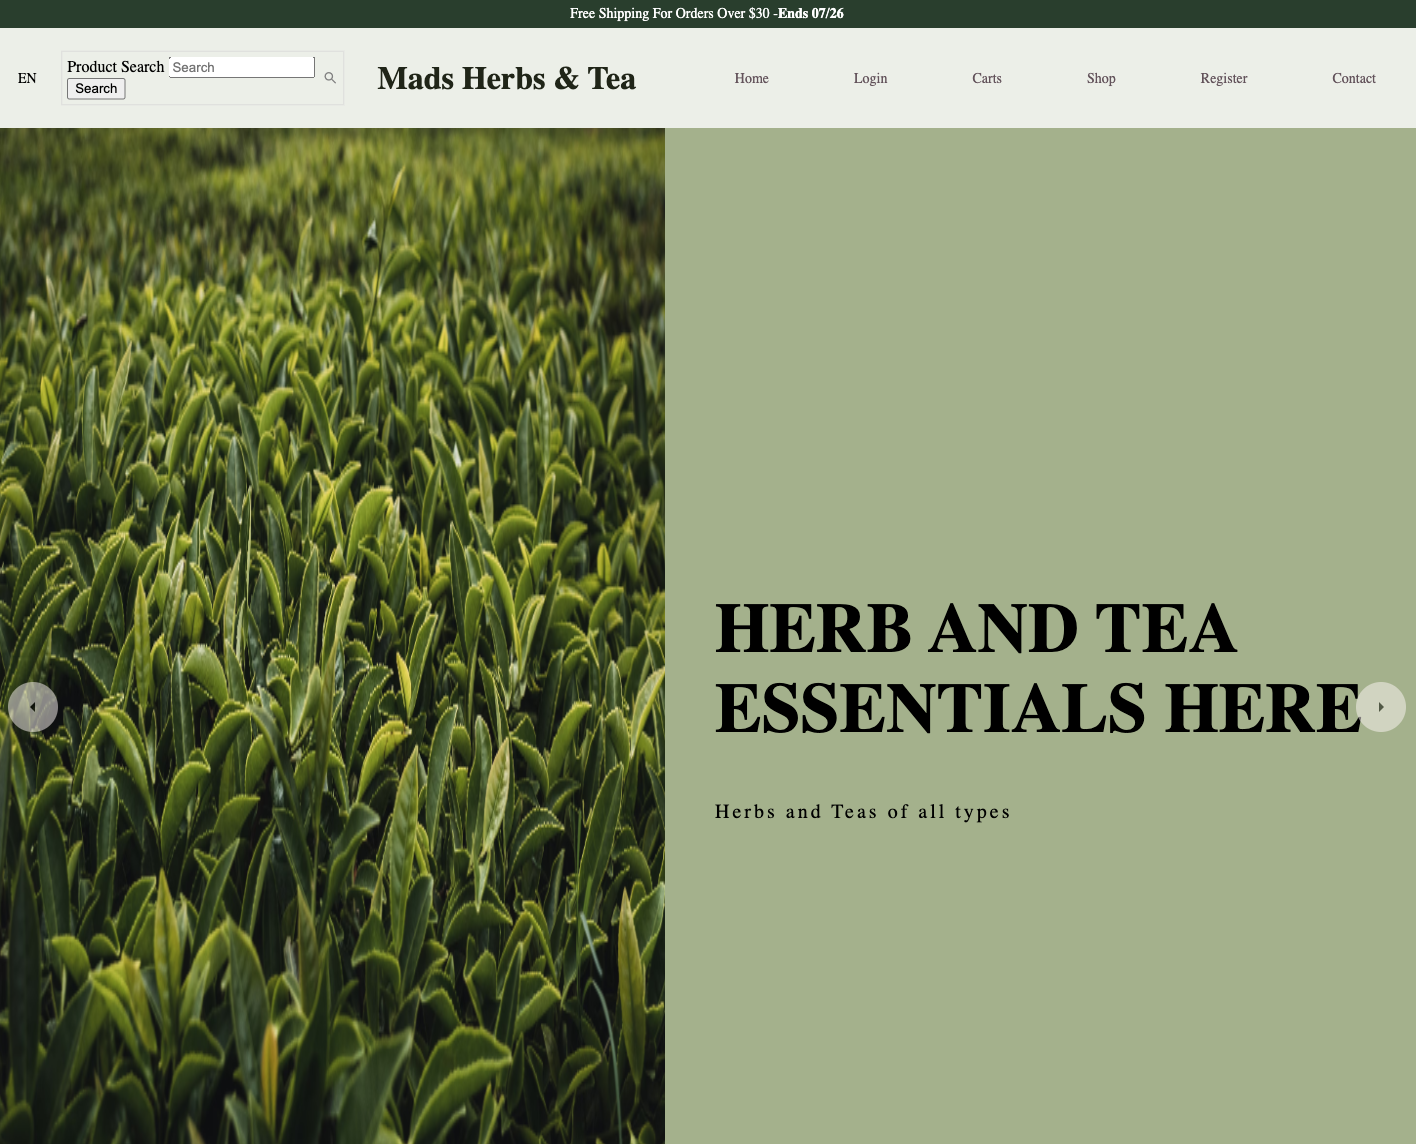 Free Shipping For Orders Over $30 -Ends 07/26
EN
Product Search Search
Search
Mads Herbs & Tea
Home Login Carts Shop Register Contact
HERB AND TEA
ESSENTIALS HERE
Herbs and Teas of all types